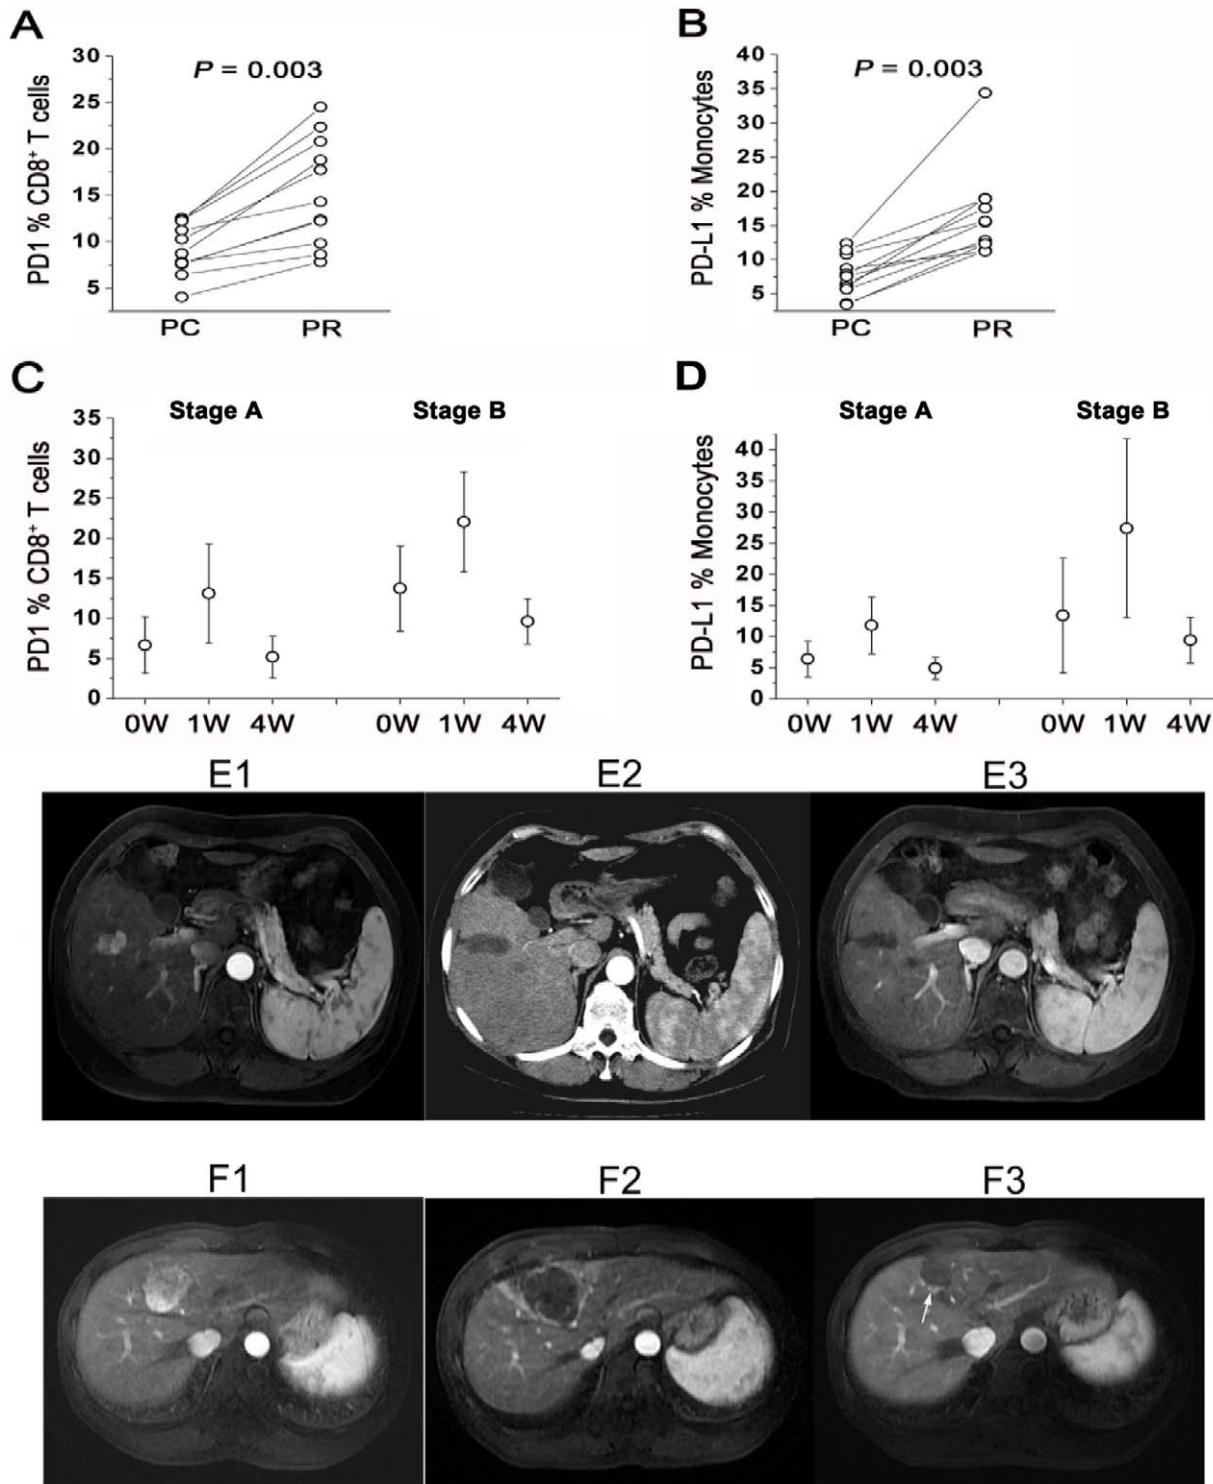 A
P = 0.003
PD1 % CD8⁺ T cells
30
25
20
15
10
5
PC PR
B
P = 0.003
PD-L1 % Monocytes
40
35
30
25
20
15
10
5
PC PR
C
Stage A Stage B
PD1 % CD8⁺ T cells
35
30
25
20
15
10
5
0
0W 1W 4W 0W 1W 4W
D
Stage A Stage B
PD-L1 % Monocytes
40
35
30
25
20
15
10
5
0
0W 1W 4W 0W 1W 4W
E1 E2 E3
F1 F2 F3